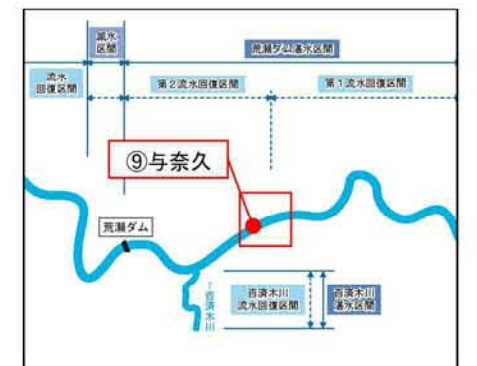 減水
区間
荒瀬ダム湛水区間
流水
回復区間
第2流水回復区間
第1流水回復区間
⑨与奈久
荒瀬ダム
百済木川
百済木川
流水回復区間
百済木川
湛水区間